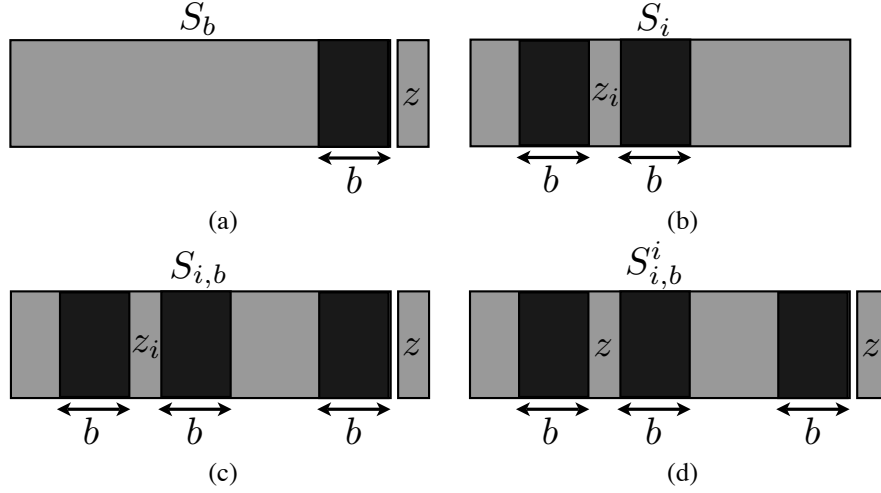 S_b S_i
z z_i
b b b
(a) (b)
S_{i,b} S^i_{i,b}
z_i z z z
b b b b b b
(c) (d)